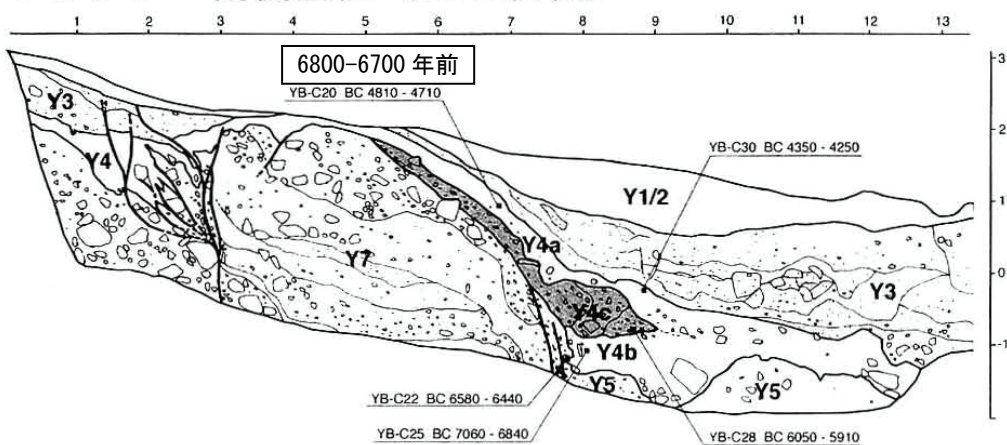 1 2 3 4 5 6 7 8 9 10 11 12 13
6800-6700 年前
YB-C20 BC 4810 - 4710
YB-C30 BC 4350 - 4250
3
2
1
0
-1
Y3
Y4
Y1/2
Y4a
Y7
Y3
Y4c
Y4b
Y5
Y5
YB-C22 BC 6580 - 6440
YB-C25 BC 7060 - 6840
YB-C28 BC 6050 - 5910